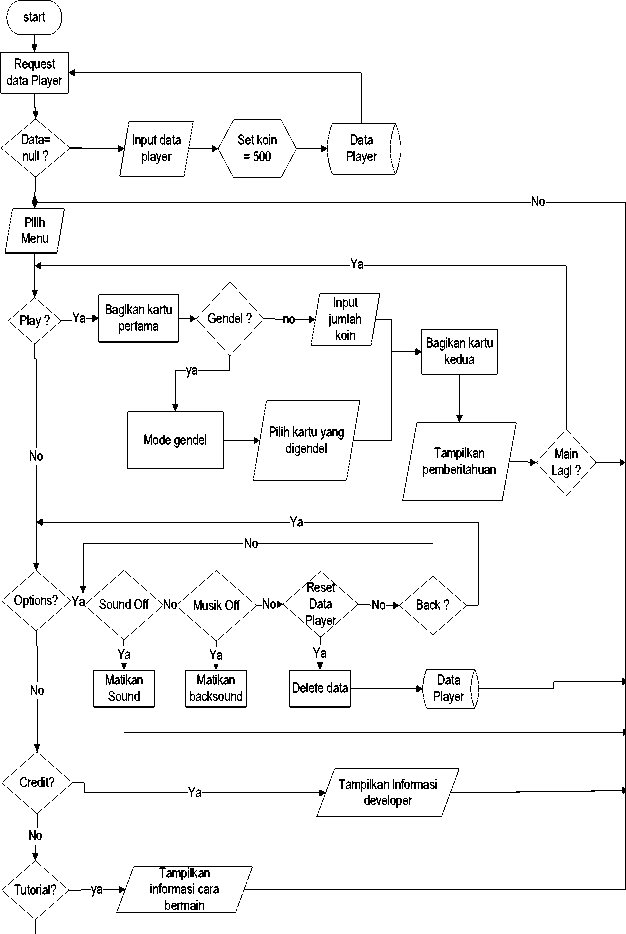 start
Request
data Player
Data=
null ?
Input data
player
Set koin
= 500
Data
Player
No
Pilih
Menu
Ya
Play ?
Ya
Bagikan kartu
pertama
Gendel ?
no
Input
jumlah
koin
Bagikan kartu
kedua
ya
Mode gendel
Pilih kartu yang
digendel
Tampilkan
pemberitahuan
Main
Lagi ?
No
Ya
No
Options?
Ya
Sound Off
No
Musik Off
No
Reset
Data
Player
No
Back ?
Ya
Ya
Ya
Matikan
Sound
Matikan
backsound
Delete data
Data
Player
No
Credit?
Ya
Tampilkan Informasi
developer
No
Tutorial?
ya
Tampilkan
informasi cara
bermain